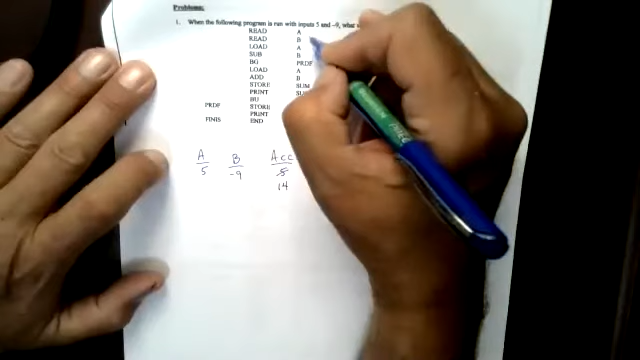 Problems:
1. When the following program is run with inputs 5 and -9, what
READ A
READ B
LOAD A
SUB B
BG PRDF
LOAD A
ADD B
STORE SUM
PRINT
BU
PRDF STORE
PRINT
FINIS END
A B Acc
5 -9 5
14